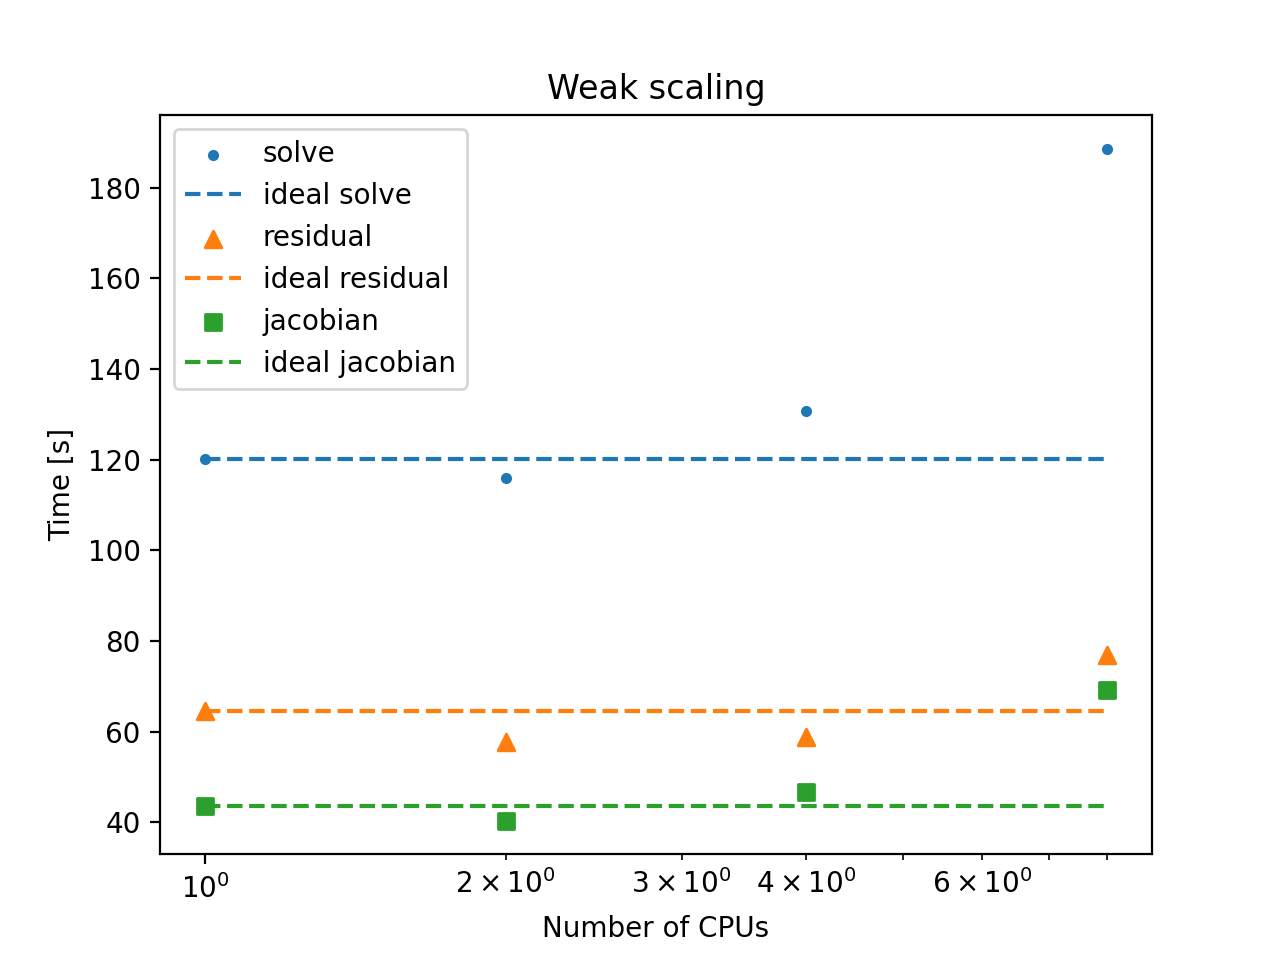 Weak scaling
solve
ideal solve
residual
ideal residual
jacobian
ideal jacobian
180
160
140
120
100
80
60
40
Time [s]
10⁰
2 × 10⁰
3 × 10⁰
4 × 10⁰
6 × 10⁰
Number of CPUs